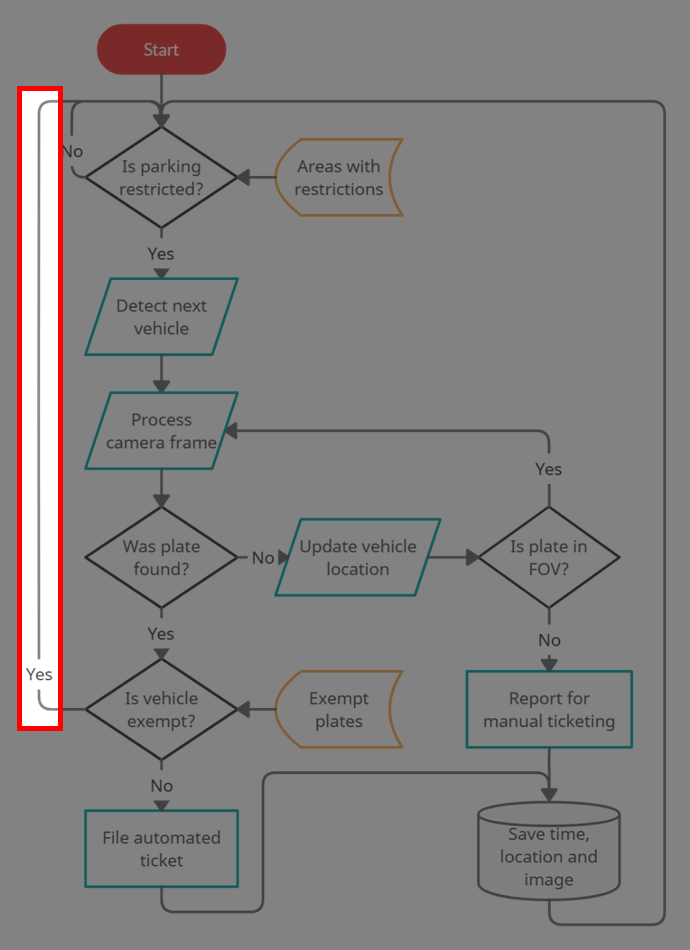 Start
No
Is parking
restricted?
Areas with
restrictions
Yes
Detect next
vehicle
Process
camera frame
Yes
Was plate
found?
No
Update vehicle
location
Is plate in
FOV?
Yes
No
Yes
Is vehicle
exempt?
Exempt
plates
Report for
manual ticketing
No
File automated
ticket
Save time,
location and
image